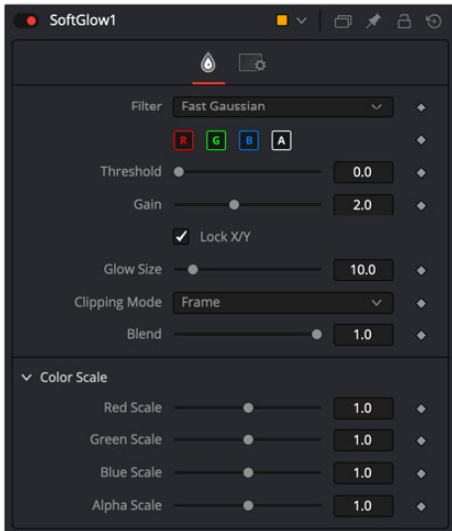 SoftGlow1
Filter Fast Gaussian
R G B A
Threshold 0.0
Gain 2.0
Lock X/Y
Glow Size 10.0
Clipping Mode Frame
Blend 1.0
Color Scale
Red Scale 1.0
Green Scale 1.0
Blue Scale 1.0
Alpha Scale 1.0